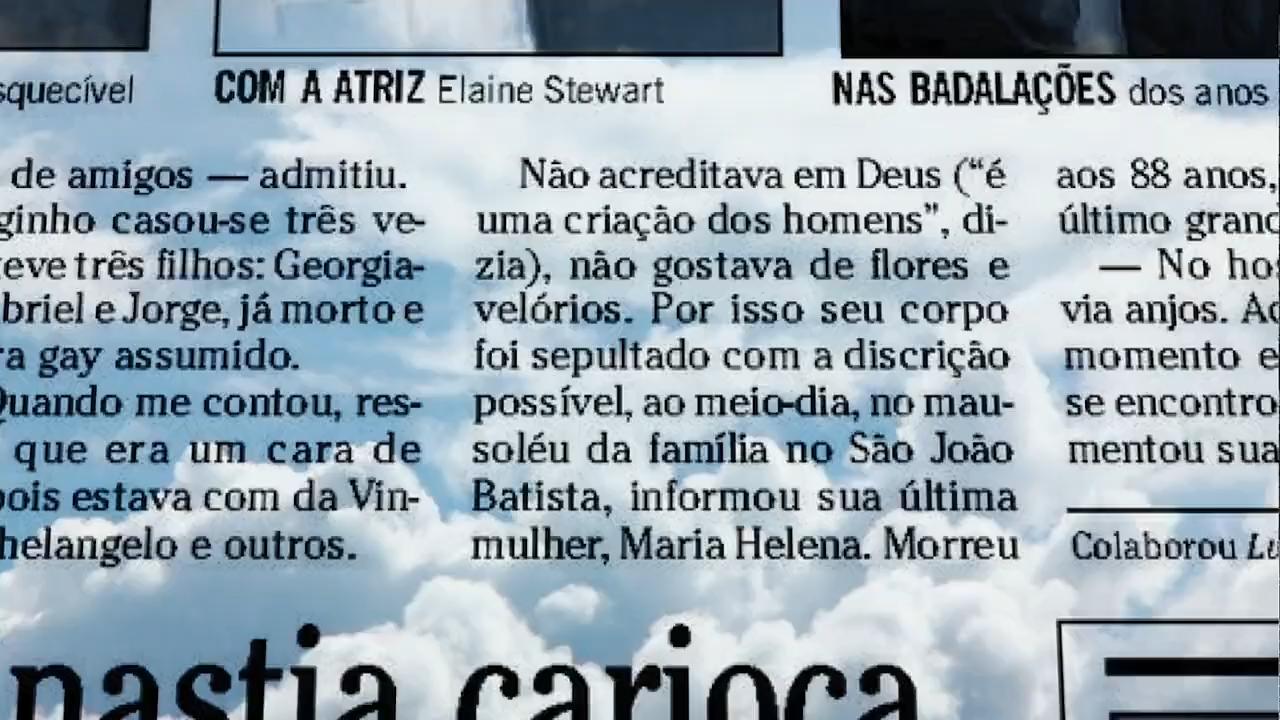 squecível
COM A ATRIZ Elaine Stewart
NAS BADALAÇÕES dos anos
de amigos — admitiu.
ginho casou-se três ve-
teve três filhos: Georgia-
briel e Jorge, já morto e
ra gay assumido.
Quando me contou, res-
que era um cara de
pois estava com da Vin-
helangelo e outros.
Não acreditava em Deus (“é
uma criação dos homens”, di-
zia), não gostava de flores e
velórios. Por isso seu corpo
foi sepultado com a discrição
possível, ao meio-dia, no mau-
soléu da família no São João
Batista, informou sua última
mulher, Maria Helena. Morreu
aos 88 anos,
último grand
— No hos
via anjos. Ao
momento e
se encontro
mentou sua
Colaborou Lu
nastia carioca